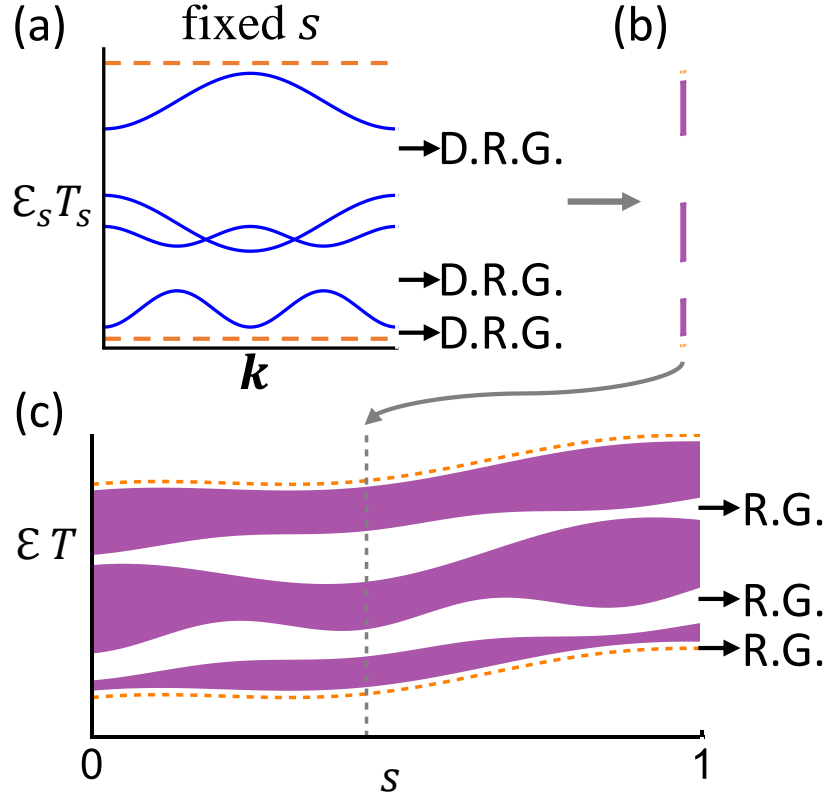 (a)
fixed s
(b)
D.R.G.
ℰₛTₛ
D.R.G.
D.R.G.
k
(c)
R.G.
ℰ T
R.G.
R.G.
0
s
1